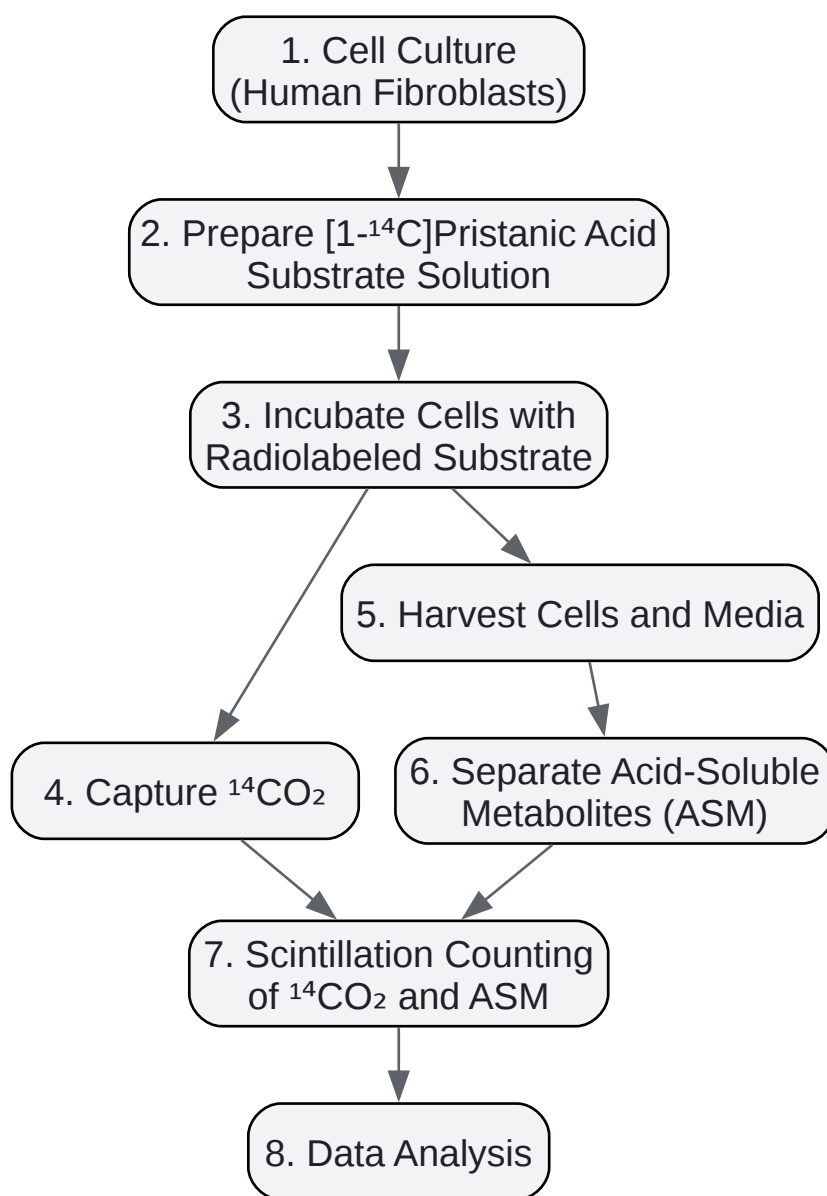 1. Cell Culture
(Human Fibroblasts)
2. Prepare [1-¹⁴C]Pristanic Acid
Substrate Solution
3. Incubate Cells with
Radiolabeled Substrate
4. Capture ¹⁴CO₂
5. Harvest Cells and Media
6. Separate Acid-Soluble
Metabolites (ASM)
7. Scintillation Counting
of ¹⁴CO₂ and ASM
8. Data Analysis